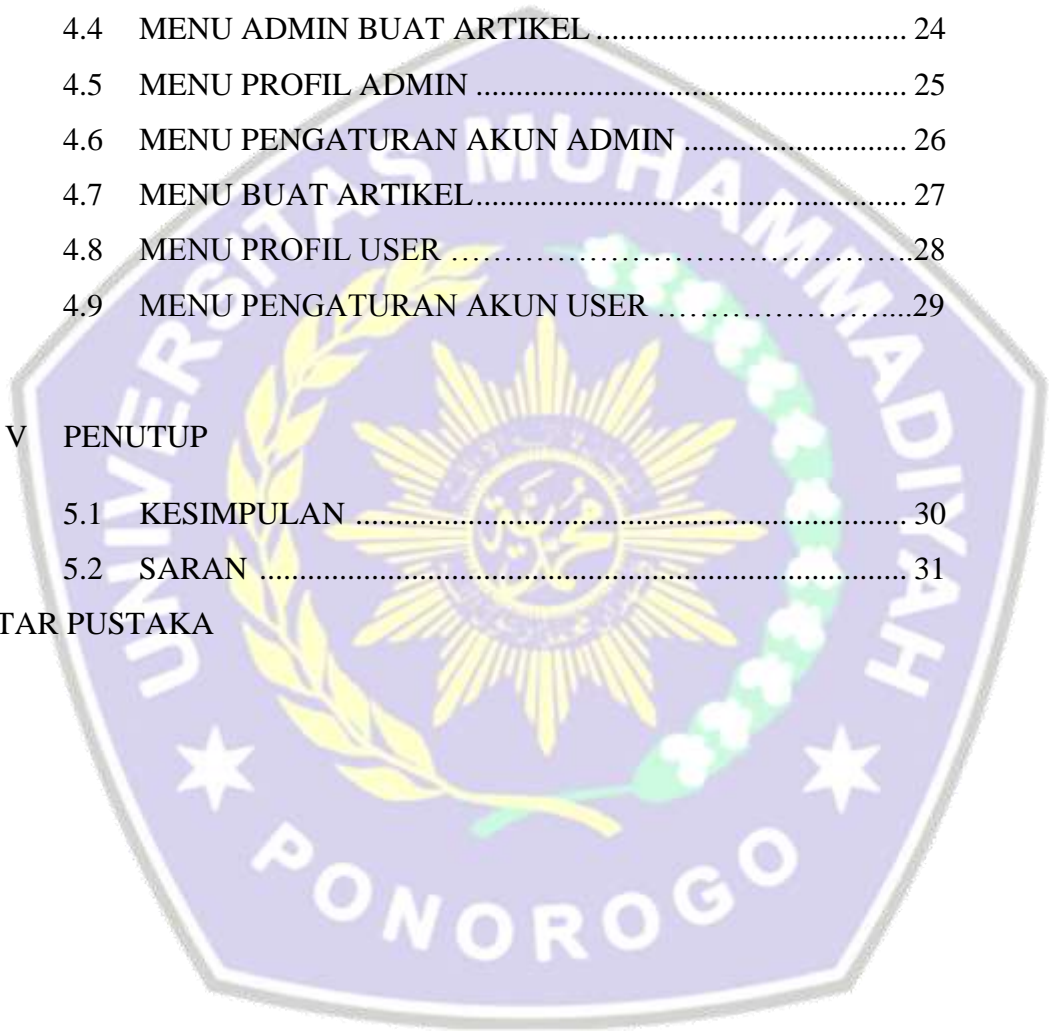 4.4 MENU ADMIN BUAT ARTIKEL ........................................ 24
4.5 MENU PROFIL ADMIN ....................................................... 25
4.6 MENU PENGATURAN AKUN ADMIN ............................ 26
4.7 MENU BUAT ARTIKEL....................................................... 27
4.8 MENU PROFIL USER ……………………………………..28
4.9 MENU PENGATURAN AKUN USER …………………....29
V PENUTUP
5.1 KESIMPULAN ...................................................................... 30
5.2 SARAN .................................................................................. 31
TAR PUSTAKA
UNIVERSITAS MUHAMMADIYAH
PONOROGO